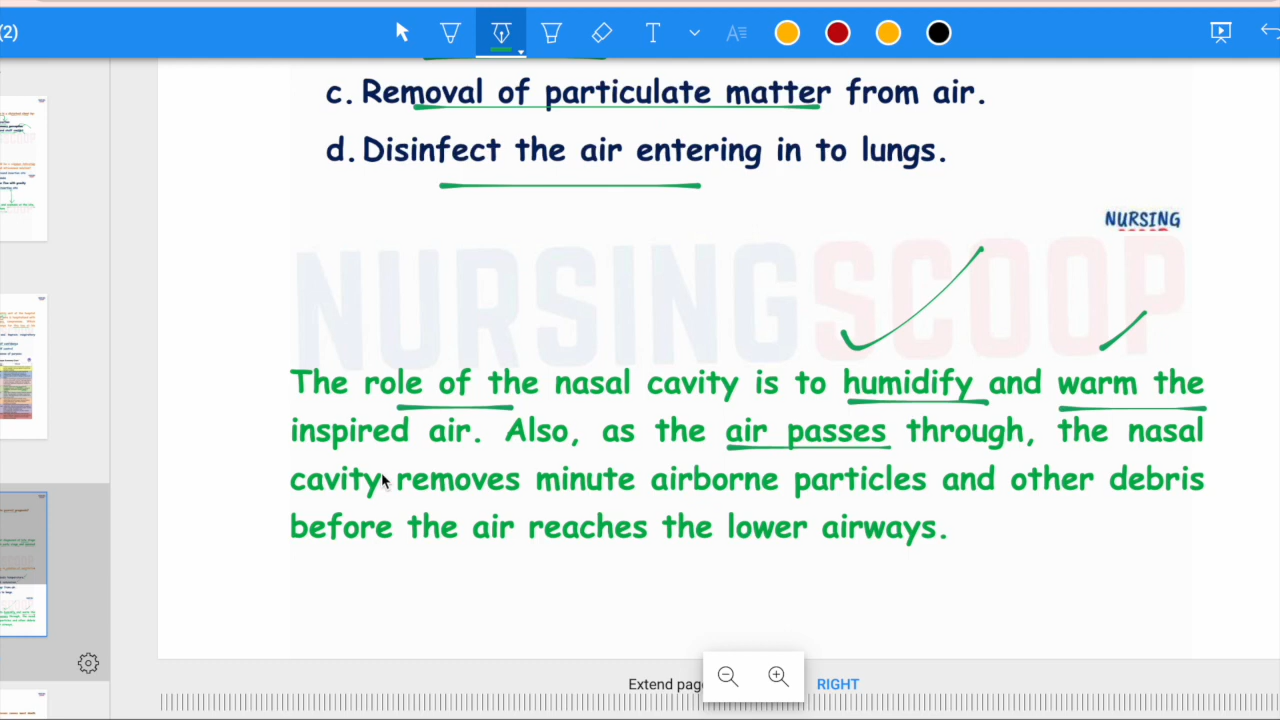 (2)
c. Removal of particulate matter from air.
d. Disinfect the air entering in to lungs.
NURSING
NURSINGSCOOP
The role of the nasal cavity is to humidify and warm the
inspired air. Also, as the air passes through, the nasal
cavity removes minute airborne particles and other debris
before the air reaches the lower airways.
Extend page
RIGHT